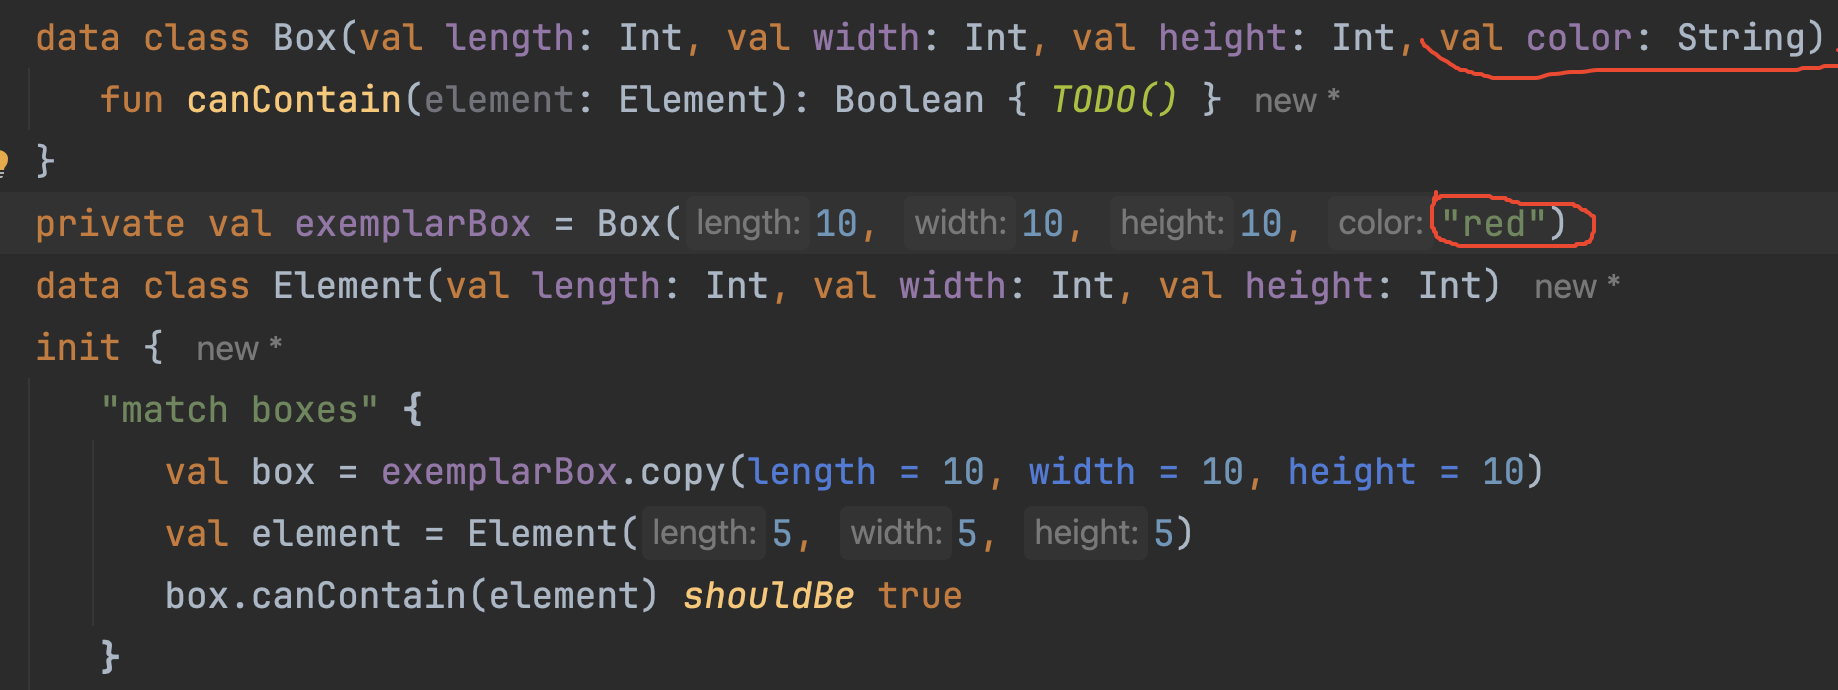 data class Box(val length: Int, val width: Int, val height: Int, val color: String)
fun canContain(element: Element): Boolean { TODO() } new *
}
private val exemplarBox = Box( length: 10, width: 10, height: 10, color: "red")
data class Element(val length: Int, val width: Int, val height: Int) new *
init { new *
"match boxes" {
val box = exemplarBox.copy(length = 10, width = 10, height = 10)
val element = Element( length: 5, width: 5, height: 5)
box.canContain(element) shouldBe true
}